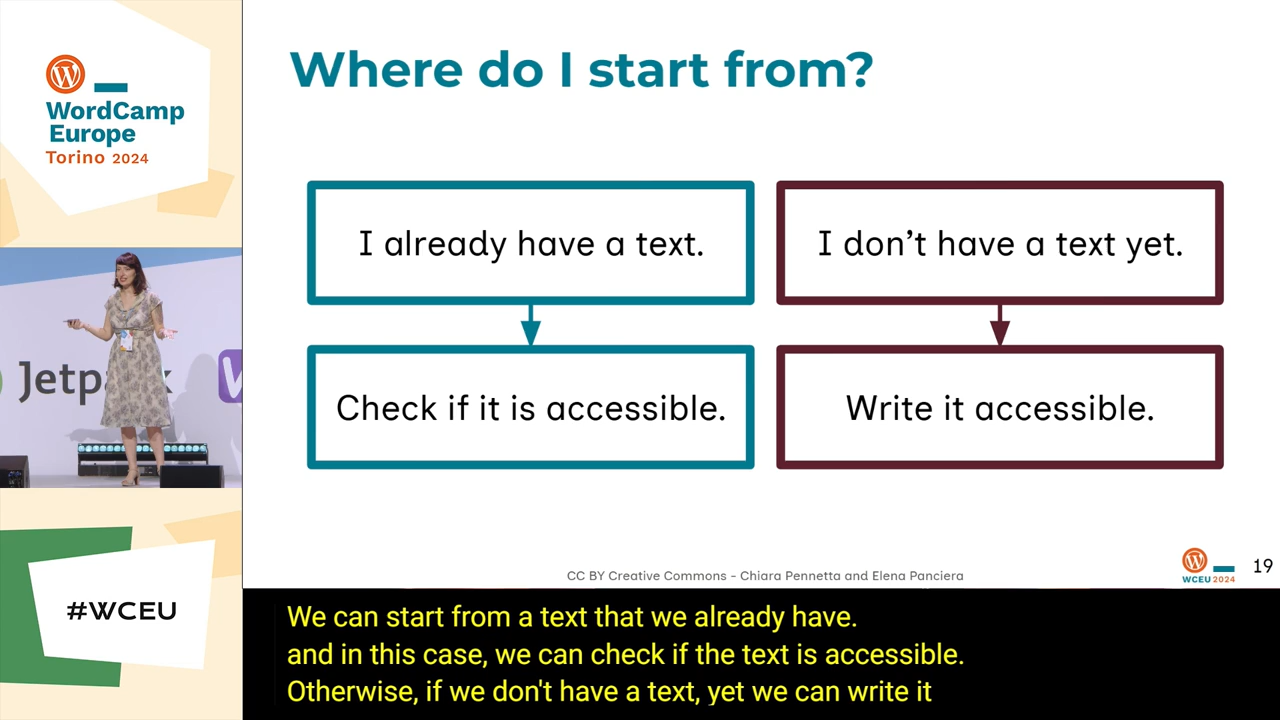 WordCamp
Europe
Torino 2024
Where do I start from?
I already have a text.
I don’t have a text yet.
Check if it is accessible.
Write it accessible.
Jetpa k
CC BY Creative Commons - Chiara Pennetta and Elena Panciera
WCEU 2024
19
#WCEU
We can start from a text that we already have.
and in this case, we can check if the text is accessible.
Otherwise, if we don't have a text, yet we can write it